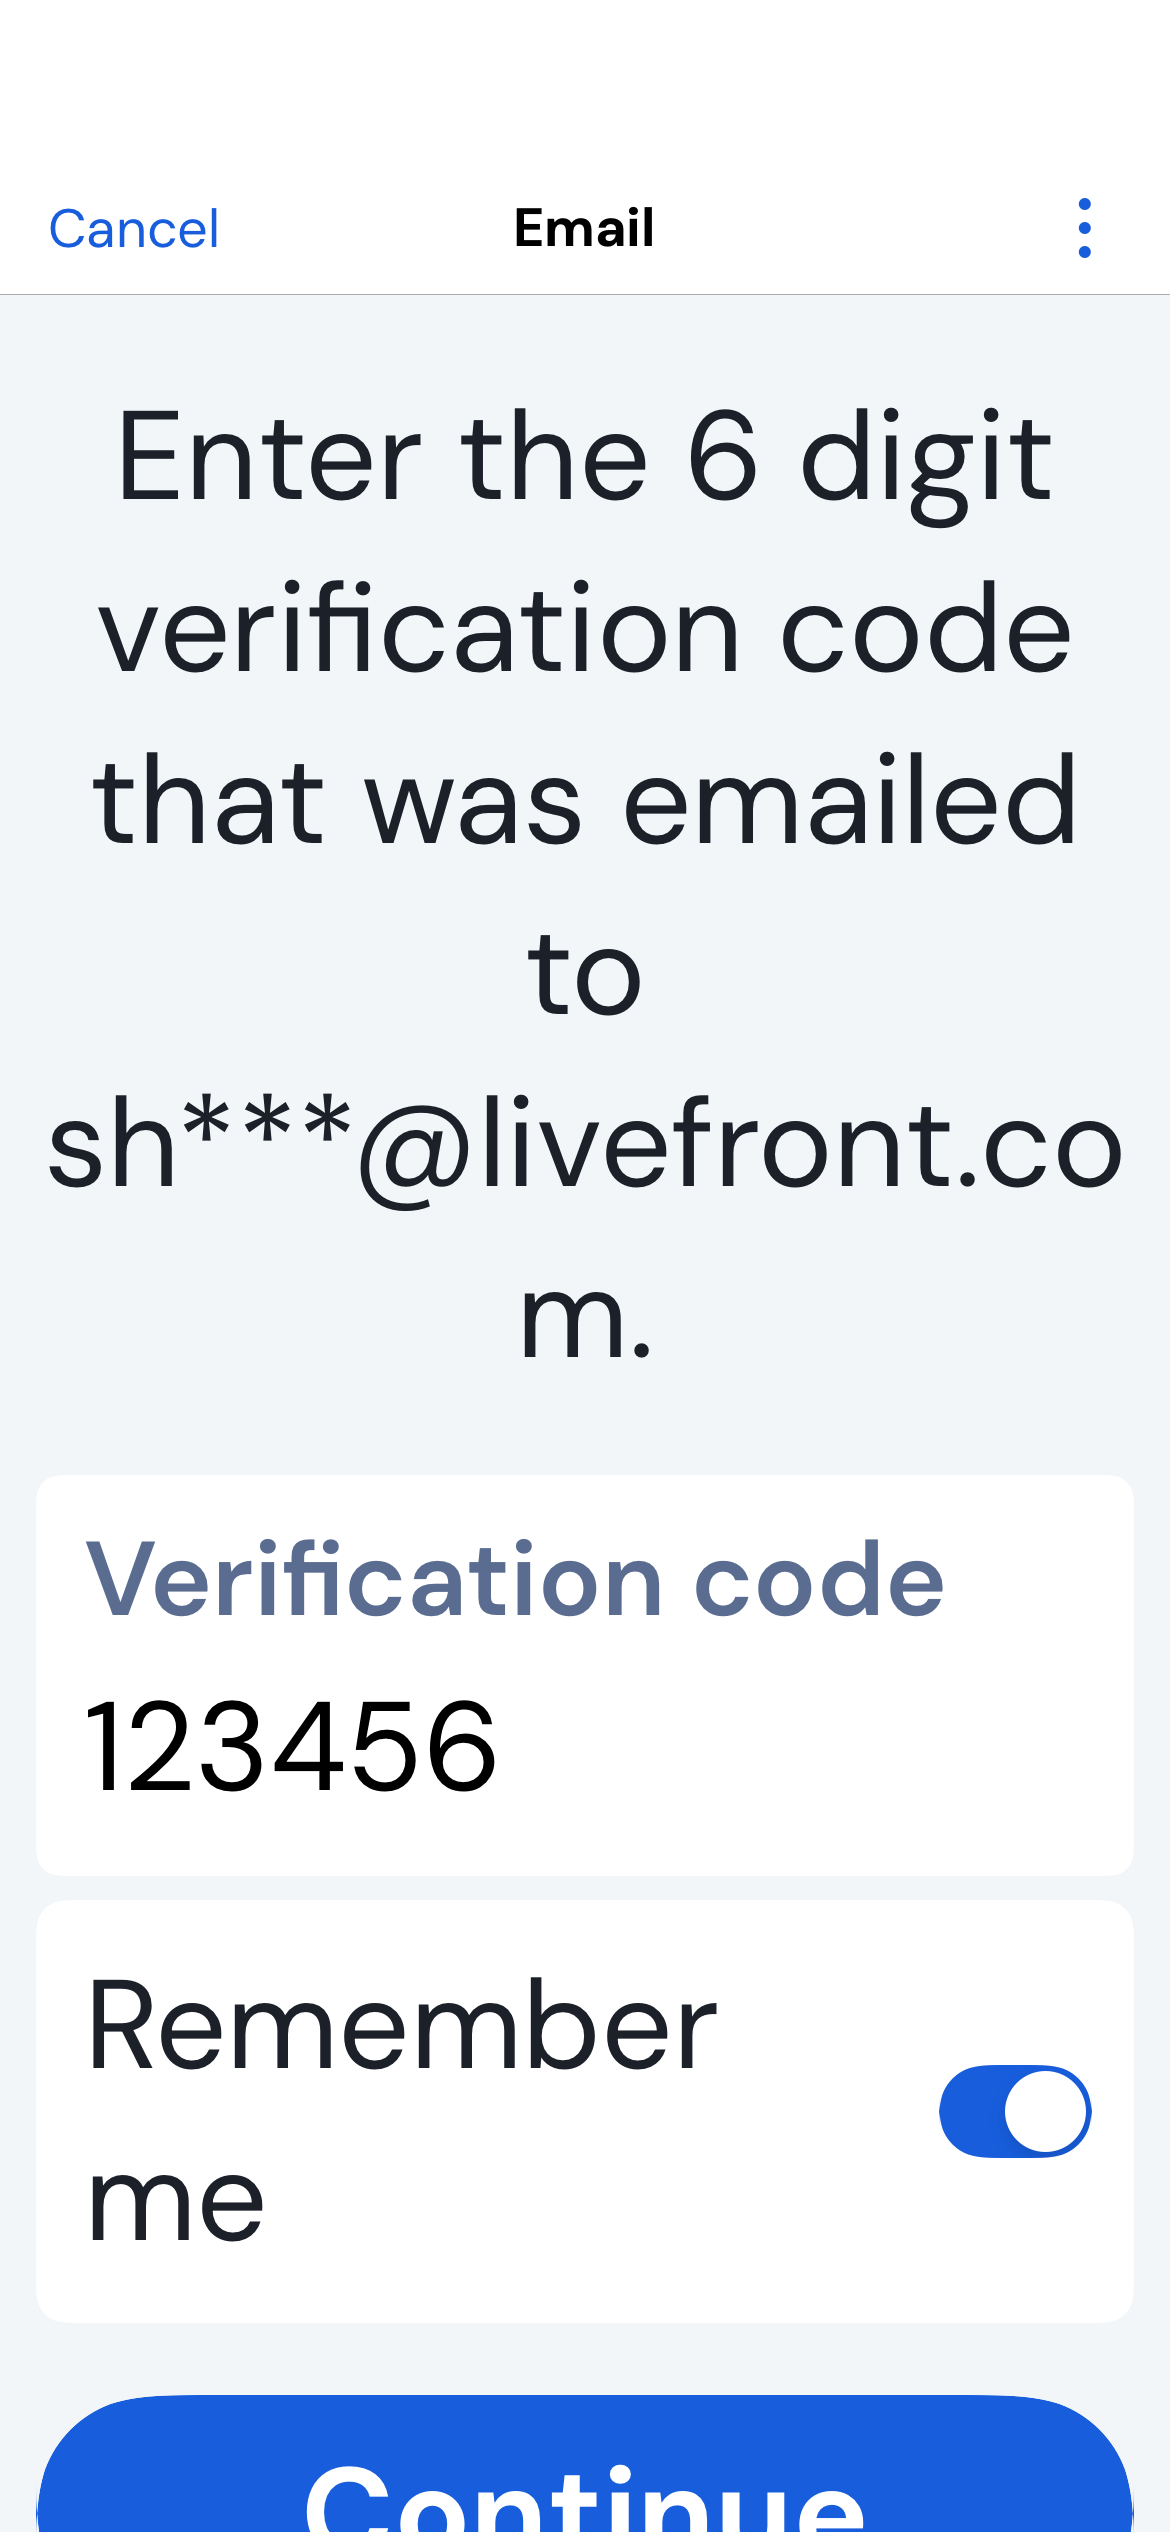 Cancel
Email
Enter the 6 digit
verification code
that was emailed
to
sh***@livefront.co
m.
Verification code
123456
Remember
me
Continue